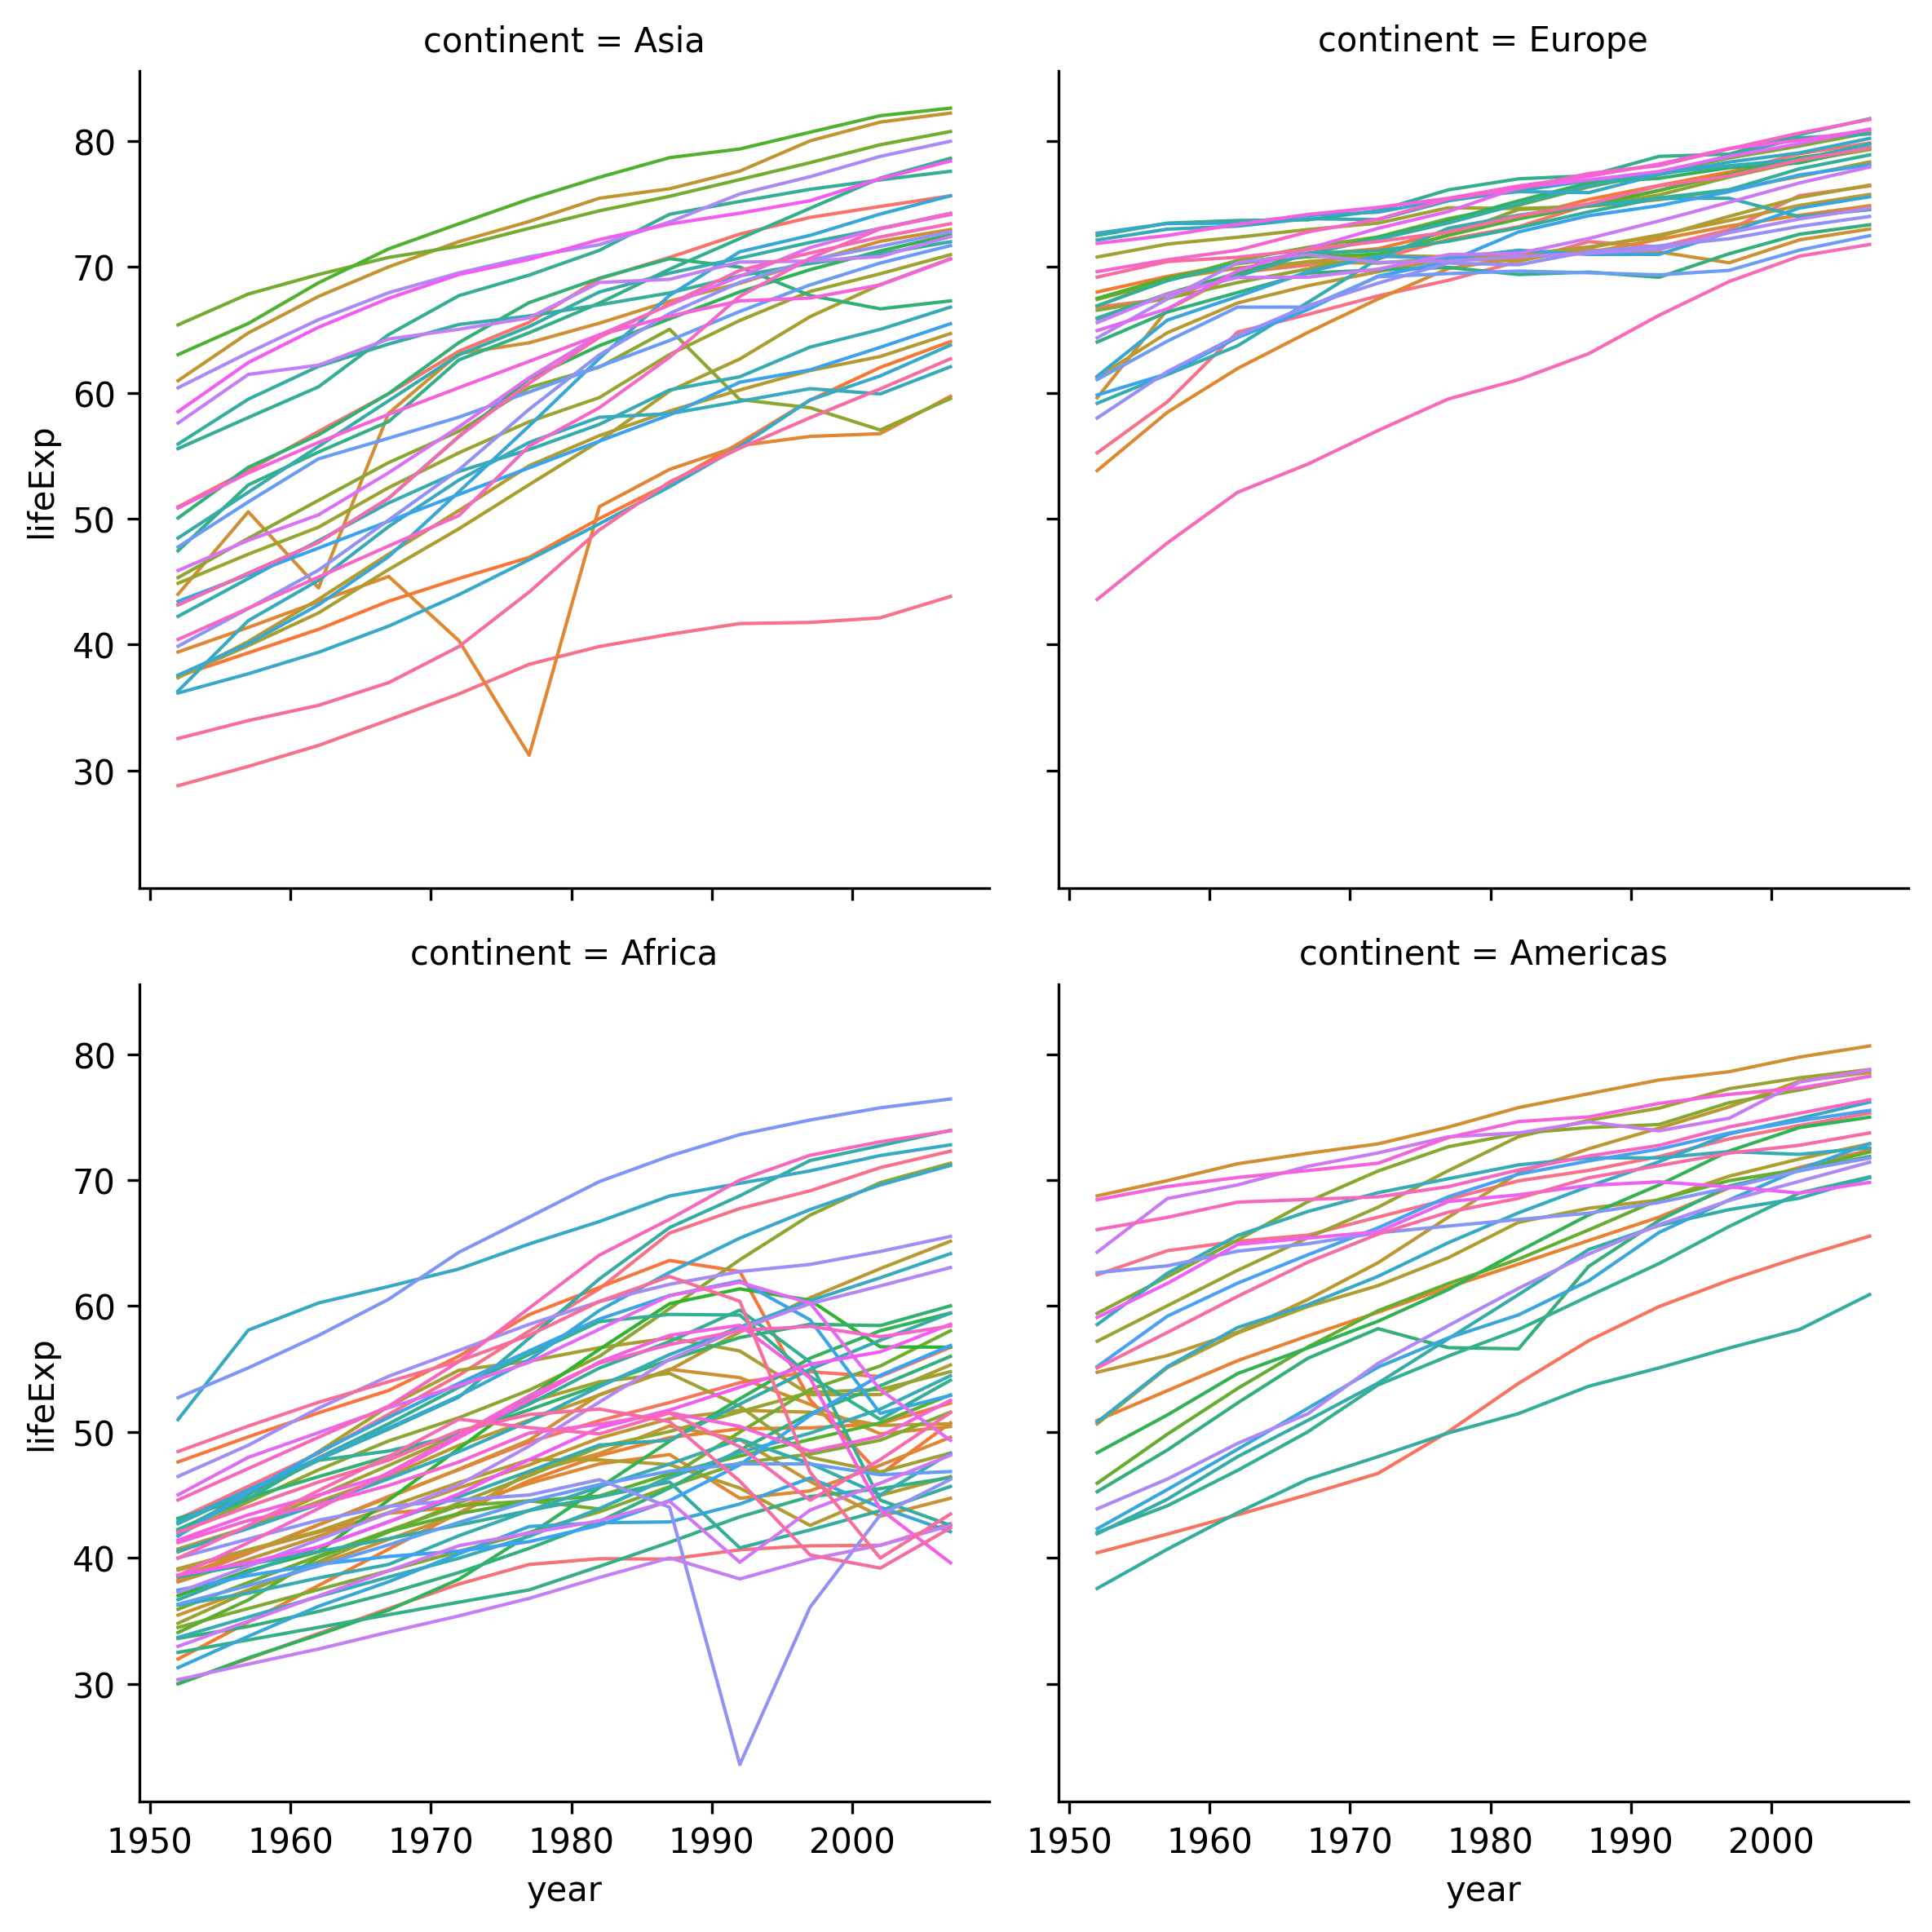 continent = Asia
continent = Europe
lifeExp
80
70
60
50
40
30
continent = Africa
continent = Americas
lifeExp
80
70
60
50
40
30
1950 1960 1970 1980 1990 2000
1950 1960 1970 1980 1990 2000
year
year